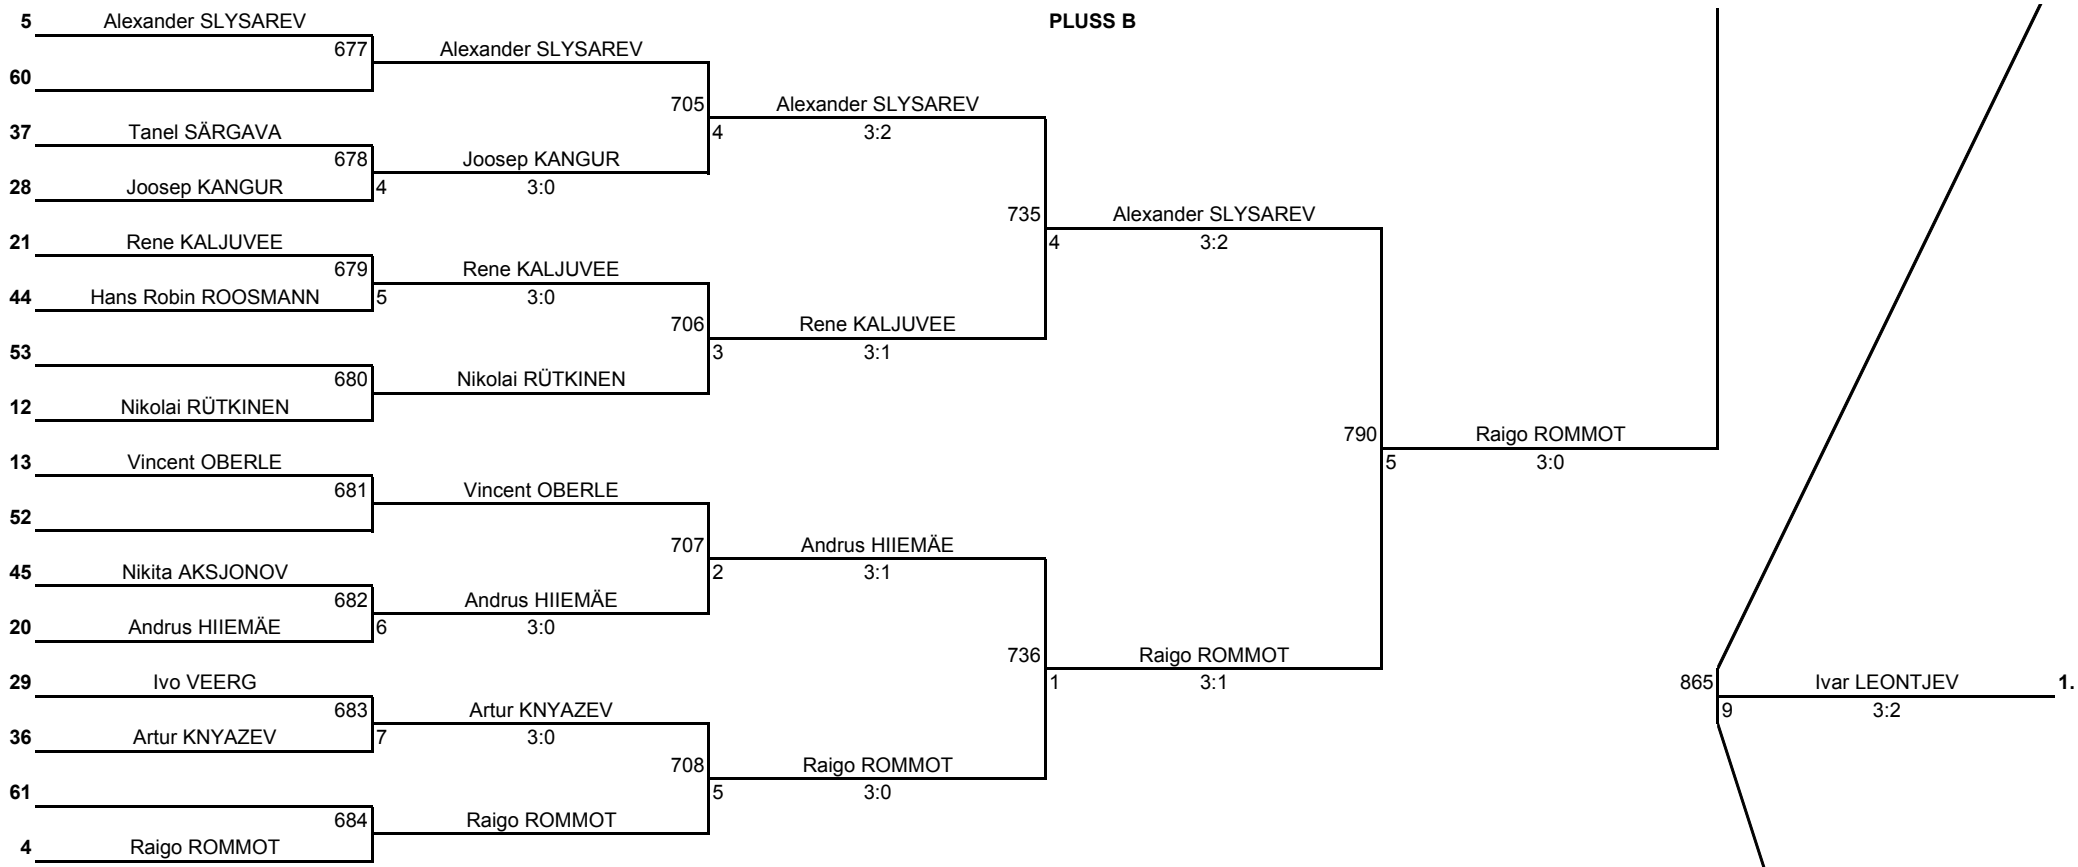 5 Alexander SLYSAREV PLUSS B
677 Alexander SLYSAREV
60
705 Alexander SLYSAREV
37 Tanel SÄRGAVA 4 3:2
678 Joosep KANGUR
28 Joosep KANGUR 4 3:0
735 Alexander SLYSAREV
21 Rene KALJUVEE 4 3:2
679 Rene KALJUVEE
44 Hans Robin ROOSMANN 5 3:0
706 Rene KALJUVEE
53 3 3:1
680 Nikolai RÜTKINEN
12 Nikolai RÜTKINEN
790 Raigo ROMMOT
13 Vincent OBERLE 5 3:0
681 Vincent OBERLE
52
707 Andrus HIIEMÄE
45 Nikita AKSJONOV 2 3:1
682 Andrus HIIEMÄE
20 Andrus HIIEMÄE 6 3:0
736 Raigo ROMMOT
29 Ivo VEERG 1 3:1 865 Ivar LEONTJEV 1.
683 Artur KNYAZEV 9 3:2
36 Artur KNYAZEV 7 3:0
708 Raigo ROMMOT
61 5 3:0
684 Raigo ROMMOT
4 Raigo ROMMOT